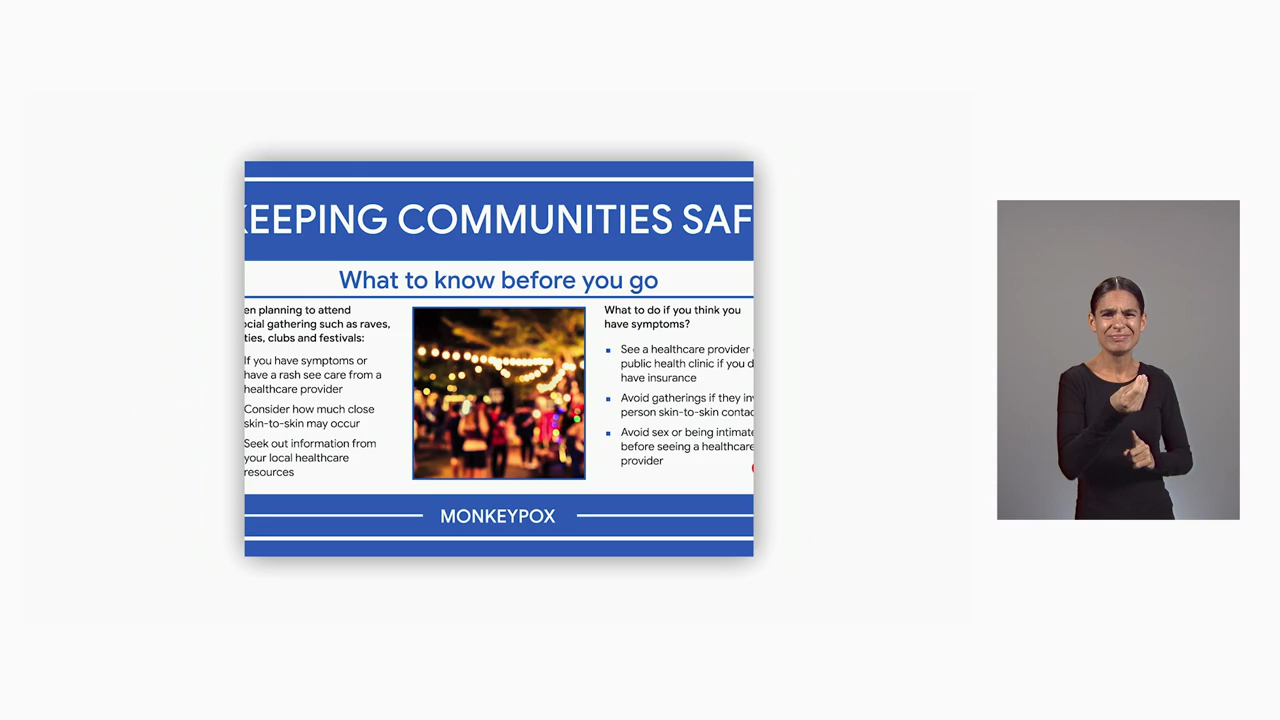 KEEPING COMMUNITIES SAF
What to know before you go
en planning to attend
ocial gathering such as raves,
ties, clubs and festivals:
If you have symptoms or
have a rash see care from a
healthcare provider
Consider how much close
skin-to-skin may occur
Seek out information from
your local healthcare
resources
What to do if you think you
have symptoms?
See a healthcare provider
public health clinic if you d
have insurance
Avoid gatherings if they inv
person skin-to-skin contac
Avoid sex or being intimate
before seeing a healthcare
provider
MONKEYPOX